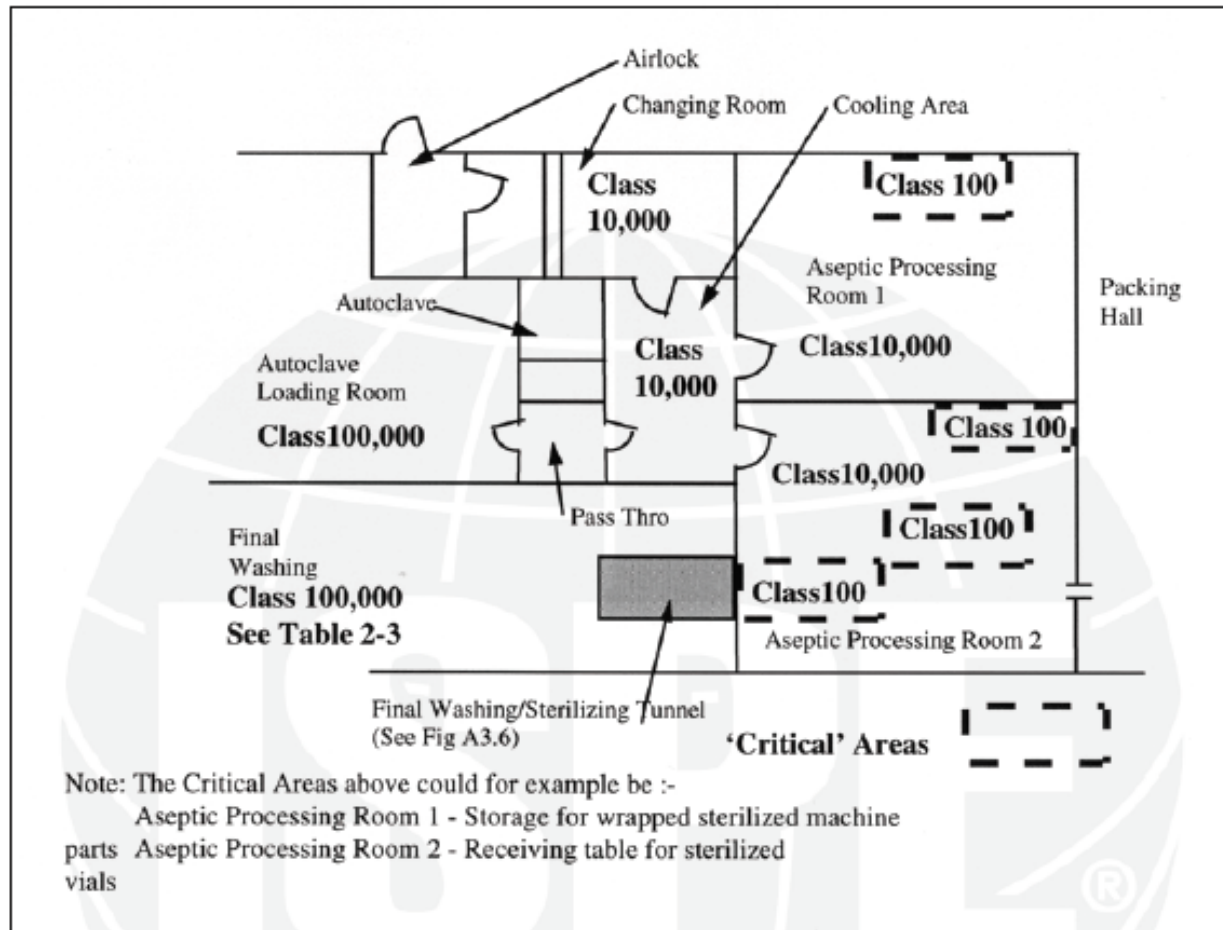 Airlock
Changing Room
Cooling Area
Class
10,000
Class 100
Aseptic Processing
Room 1
Class10,000
Packing
Hall
Autoclave
Class
10,000
Autoclave
Loading Room
Class100,000
Class 100
Class10,000
Pass Thro
Class100
Final
Washing
Class 100,000
See Table 2-3
Class100
Aseptic Processing Room 2
Final Washing/Sterilizing Tunnel
(See Fig A3.6)
'Critical' Areas
Note: The Critical Areas above could for example be :-
Aseptic Processing Room 1 - Storage for wrapped sterilized machine
parts Aseptic Processing Room 2 - Receiving table for sterilized
vials
ISPE
®